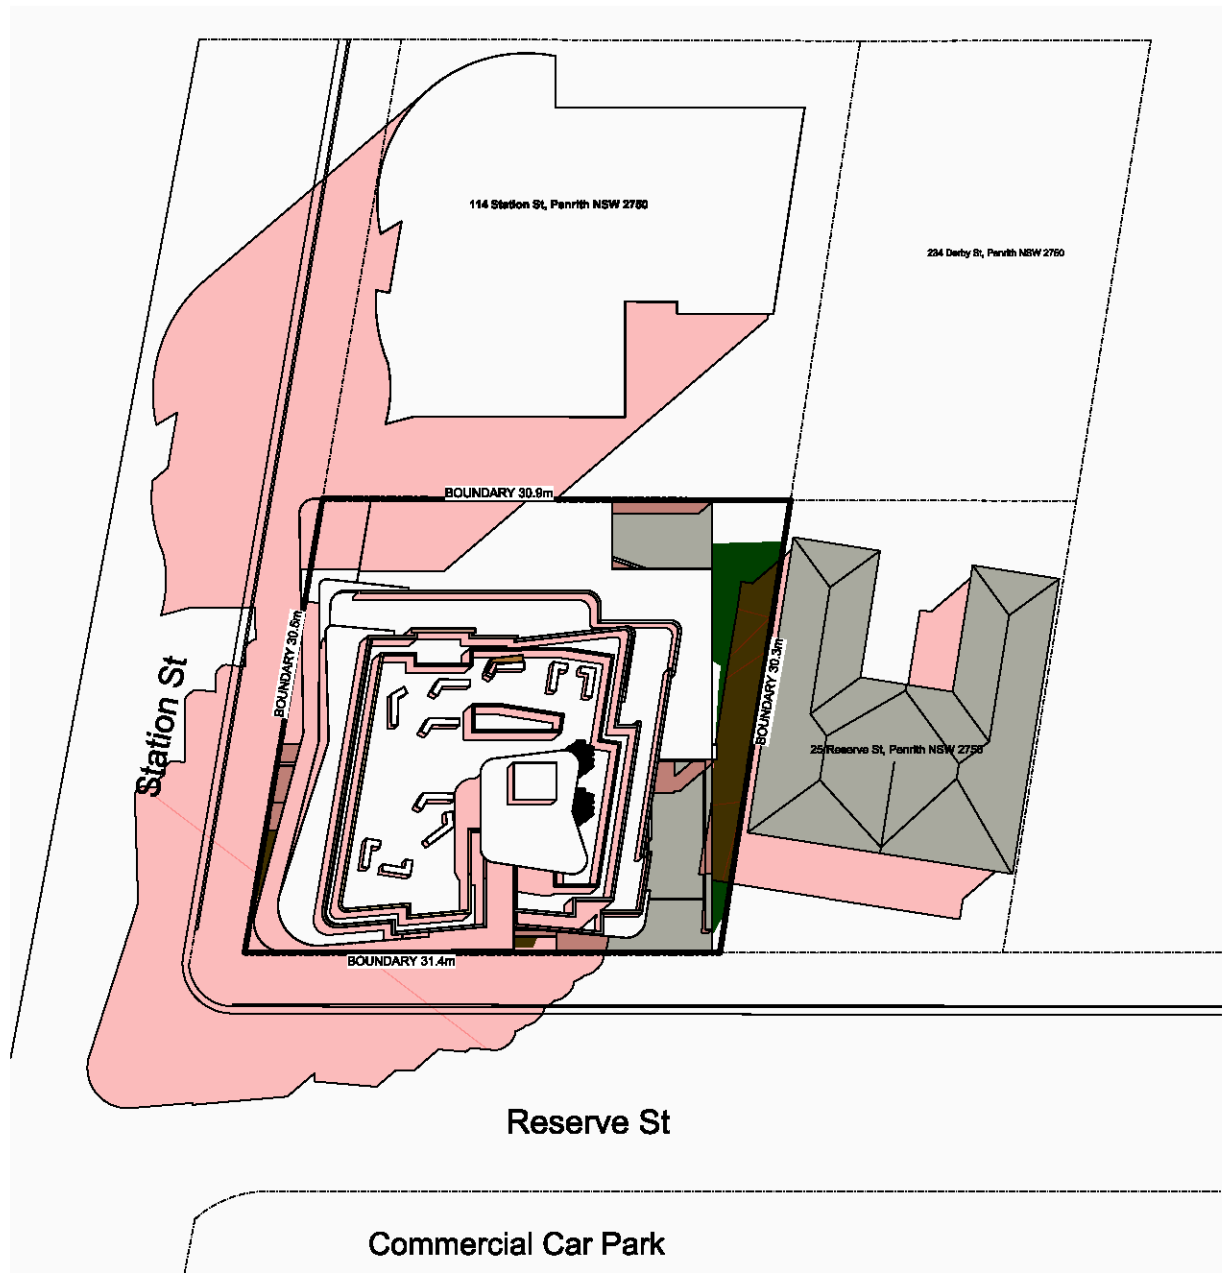 114 Station St, Penrith NSW 2750
234 Derby St, Penrith NSW 2750
BOUNDARY 30.9m
BOUNDARY 30.5m
BOUNDARY 30.3m
Station St
25 Reserve St, Penrith NSW 2750
BOUNDARY 31.4m
Reserve St
Commercial Car Park